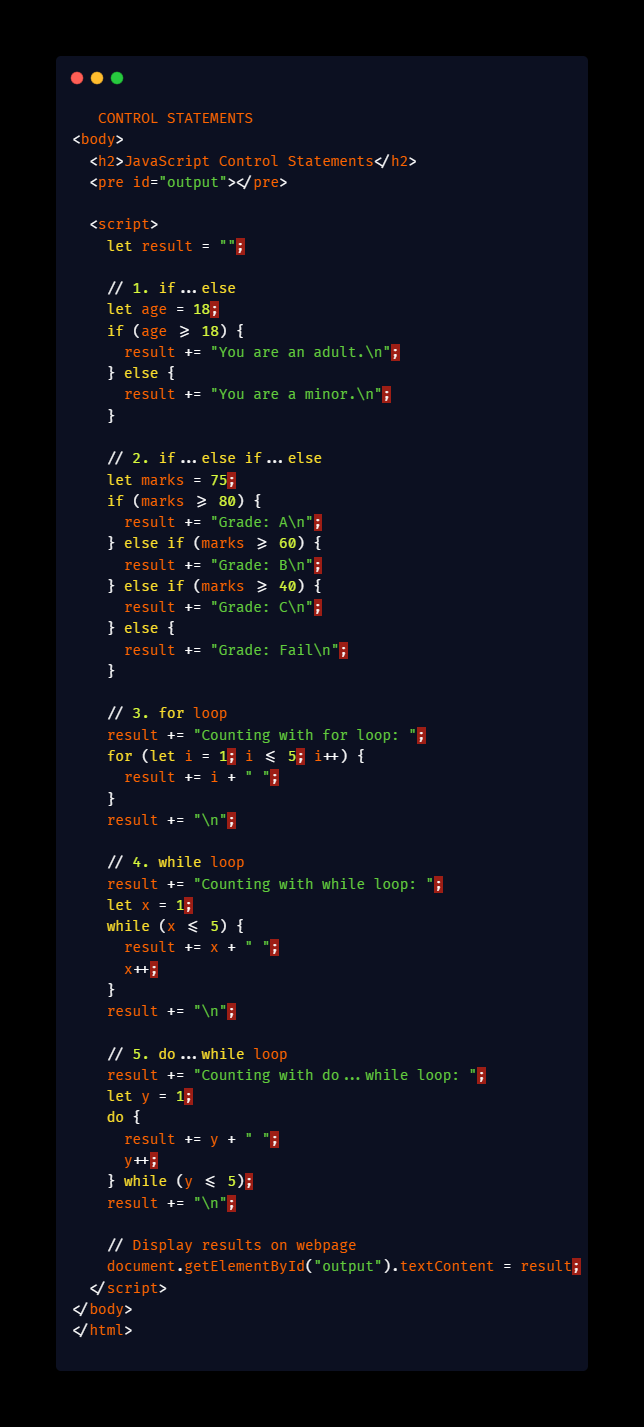 CONTROL STATEMENTS
<body>
  <h2>JavaScript Control Statements</h2>
  <pre id="output"></pre>

  <script>
    let result = "";

    // 1. if...else
    let age = 18;
    if (age >= 18) {
      result += "You are an adult.\n";
    } else {
      result += "You are a minor.\n";
    }

    // 2. if...else if...else
    let marks = 75;
    if (marks >= 80) {
      result += "Grade: A\n";
    } else if (marks >= 60) {
      result += "Grade: B\n";
    } else if (marks >= 40) {
      result += "Grade: C\n";
    } else {
      result += "Grade: Fail\n";
    }

    // 3. for loop
    result += "Counting with for loop: ";
    for (let i = 1; i <= 5; i++) {
      result += i + " ";
    }
    result += "\n";

    // 4. while loop
    result += "Counting with while loop: ";
    let x = 1;
    while (x <= 5) {
      result += x + " ";
      x++;
    }
    result += "\n";

    // 5. do...while loop
    result += "Counting with do...while loop: ";
    let y = 1;
    do {
      result += y + " ";
      y++;
    } while (y <= 5);
    result += "\n";

    // Display results on webpage
    document.getElementById("output").textContent = result;
  </script>
</body>
</html>